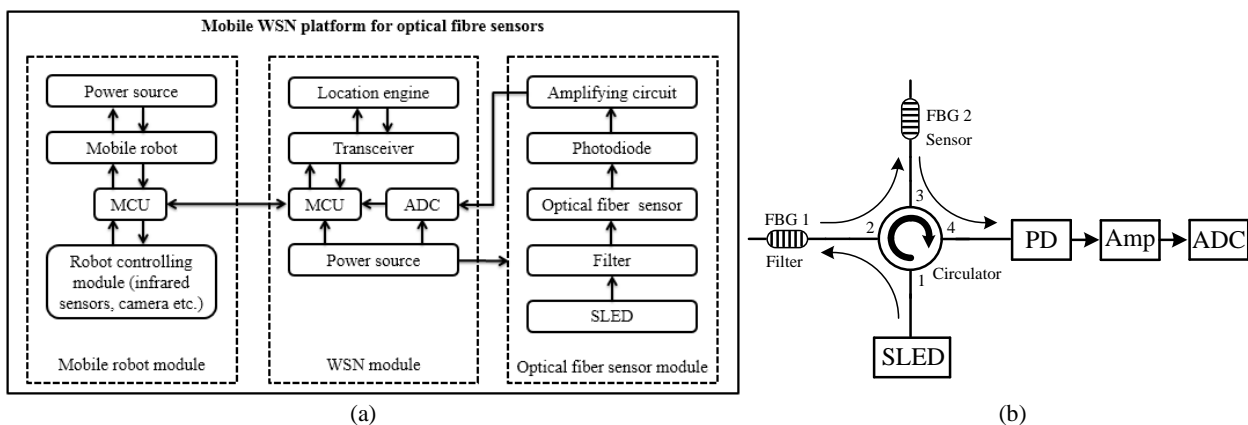 Mobile WSN platform for optical fibre sensors
Power source
Mobile robot
MCU
Robot controlling
module (infrared
sensors, camera etc.)
Mobile robot module
Location engine
Transceiver
MCU
ADC
Power source
WSN module
Amplifying circuit
Photodiode
Optical fiber sensor
Filter
SLED
Optical fiber sensor module
(a)
FBG 2
Sensor
FBG 1
Filter
3
2
4
1
Circulator
PD
Amp
ADC
SLED
(b)